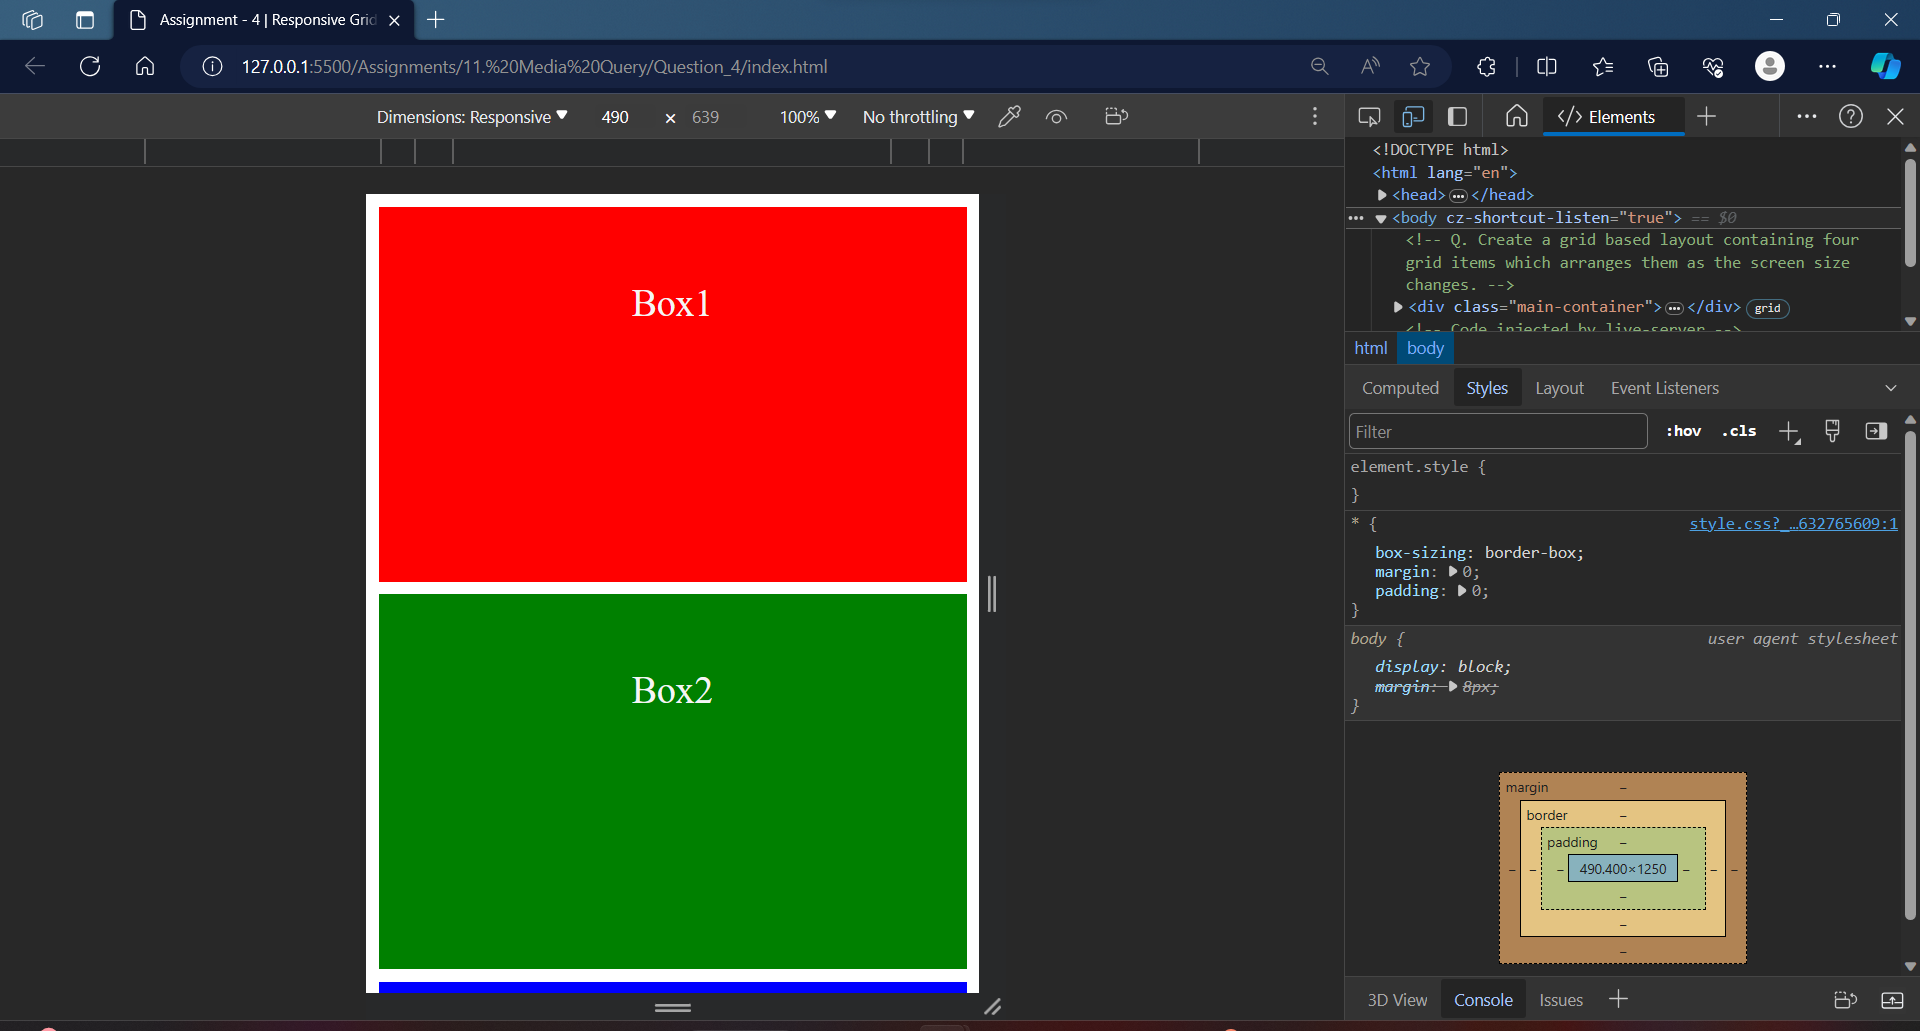 Assignment - 4 | Responsive Grid
127.0.0.1:5500/Assignments/11.%20Media%20Query/Question_4/index.html
Dimensions: Responsive 490 × 639 100% No throttling
Elements
<!DOCTYPE html>
<html lang="en">
<head>…</head>
<body cz-shortcut-listen="true"> == $0
<!-- Q. Create a grid based layout containing four
grid items which arranges them as the screen size
changes. -->
<div class="main-container">…</div> grid
<!-- Code injected by live-server -->
html body
Computed Styles Layout Event Listeners
Filter :hov .cls
element.style {
}
* { style.css?_…632765609:1
box-sizing: border-box;
margin: 0;
padding: 0;
}
body { user agent stylesheet
display: block;
margin: 8px;
}
margin –
border –
padding –
– – – 490.400×1250 – – –
–
–
–
3D View Console Issues
Box1
Box2